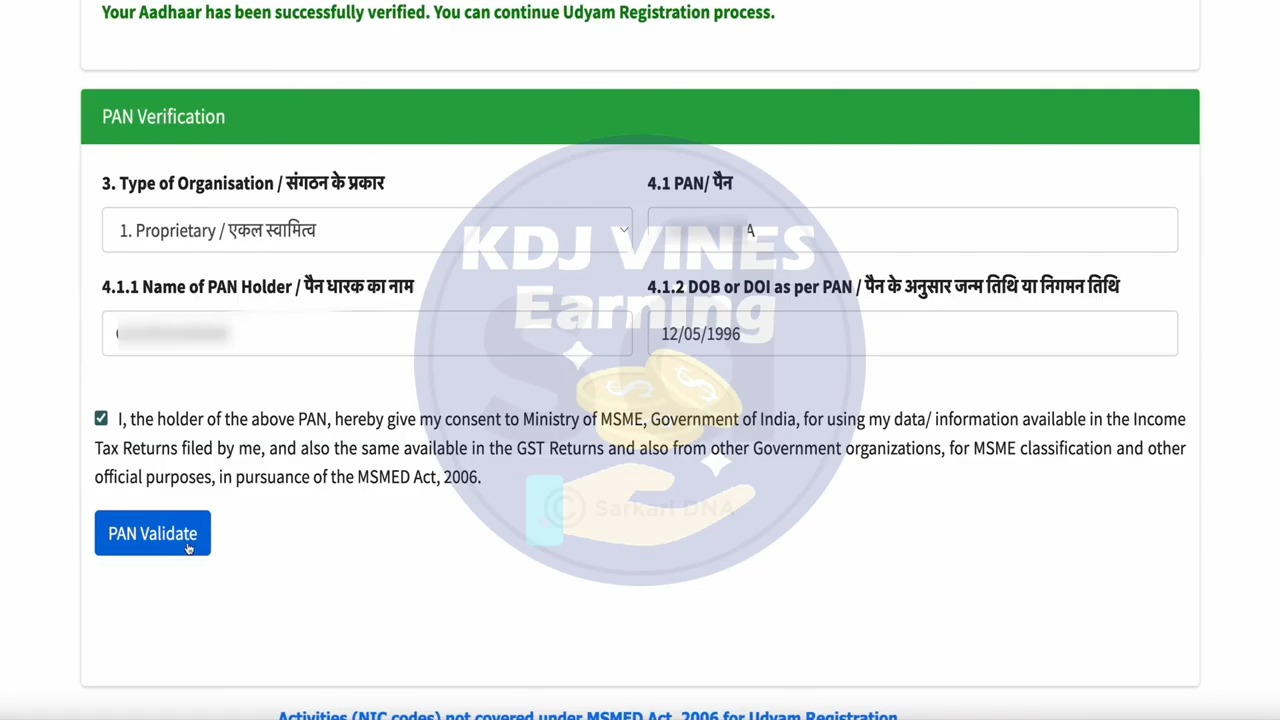 Your Aadhaar has been successfully verified. You can continue Udyam Registration process.
PAN Verification
3. Type of Organisation / संगठन के प्रकार
4.1 PAN/ पैन
1. Proprietary / एकल स्वामित्व
A
KDJ VINES
Earning
4.1.1 Name of PAN Holder / पैन धारक का नाम
4.1.2 DOB or DOI as per PAN / पैन के अनुसार जन्म तिथि या निगमन तिथि
12/05/1996
I, the holder of the above PAN, hereby give my consent to Ministry of MSME, Government of India, for using my data/ information available in the Income
Tax Returns filed by me, and also the same available in the GST Returns and also from other Government organizations, for MSME classification and other
official purposes, in pursuance of the MSMED Act, 2006.
© Sarkari DNA
PAN Validate
Activities (NIC codes) not covered under MSMED Act, 2006 for Udyam Registration